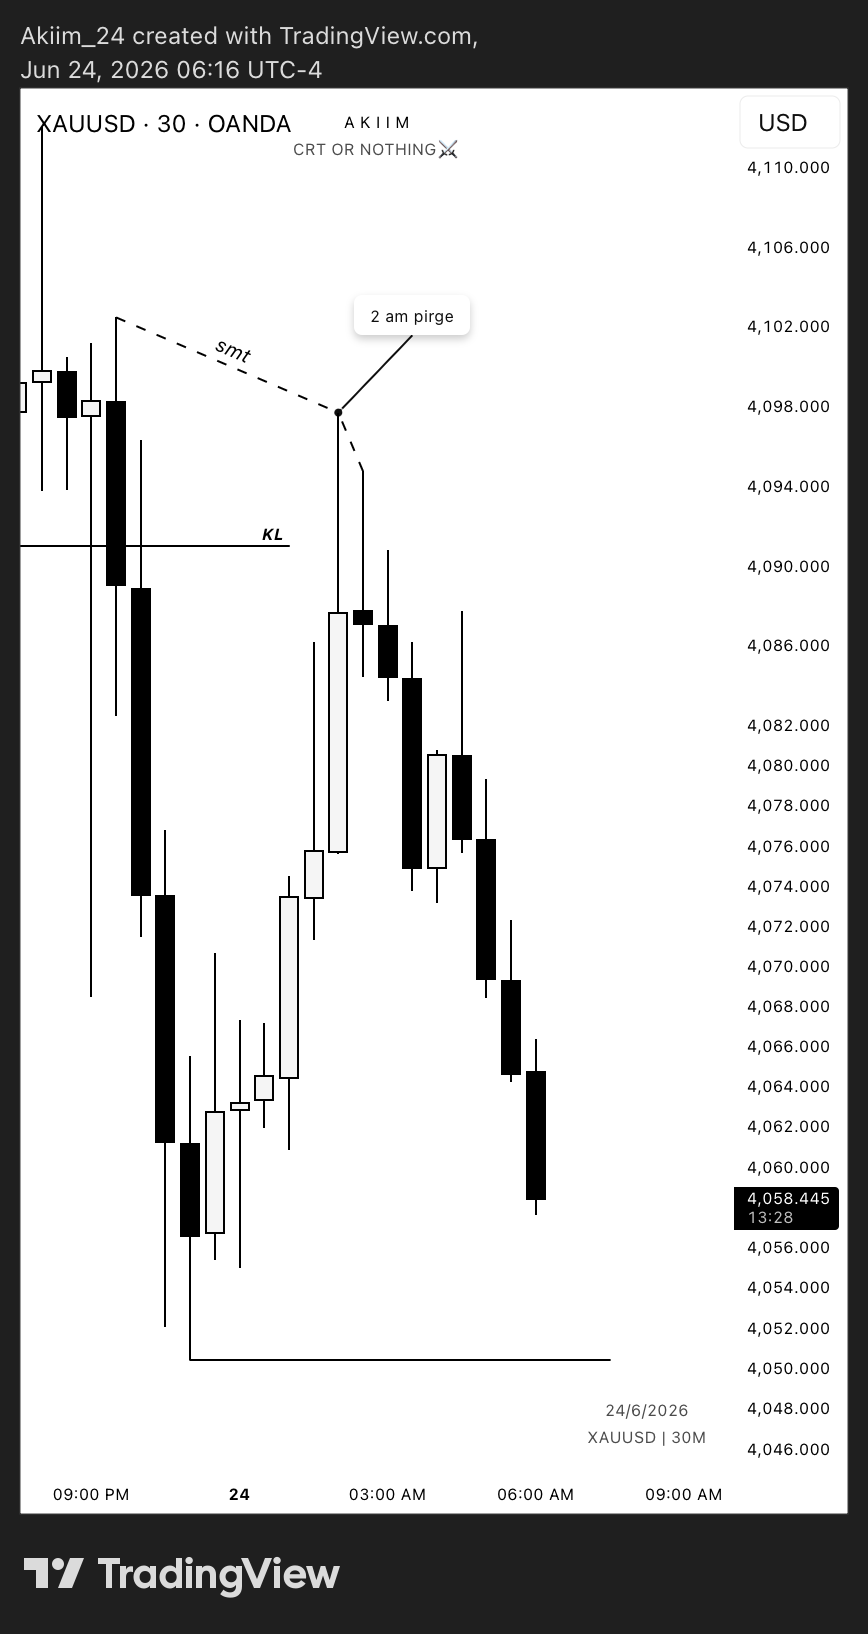 Akiim_24 created with TradingView.com,
Jun 24, 2026 06:16 UTC-4
XAUUSD · 30 · OANDA
A K I I M
CRT OR NOTHING⚔
USD
4,110.000
4,106.000
2 am pirge
4,102.000
smt
4,098.000
4,094.000
KL
4,090.000
4,086.000
4,082.000
4,080.000
4,078.000
4,076.000
4,074.000
4,072.000
4,070.000
4,068.000
4,066.000
4,064.000
4,062.000
4,060.000
4,058.445
13:28
4,056.000
4,054.000
4,052.000
4,050.000
4,048.000
4,046.000
24/6/2026
XAUUSD | 30M
09:00 PM 24 03:00 AM 06:00 AM 09:00 AM
TradingView